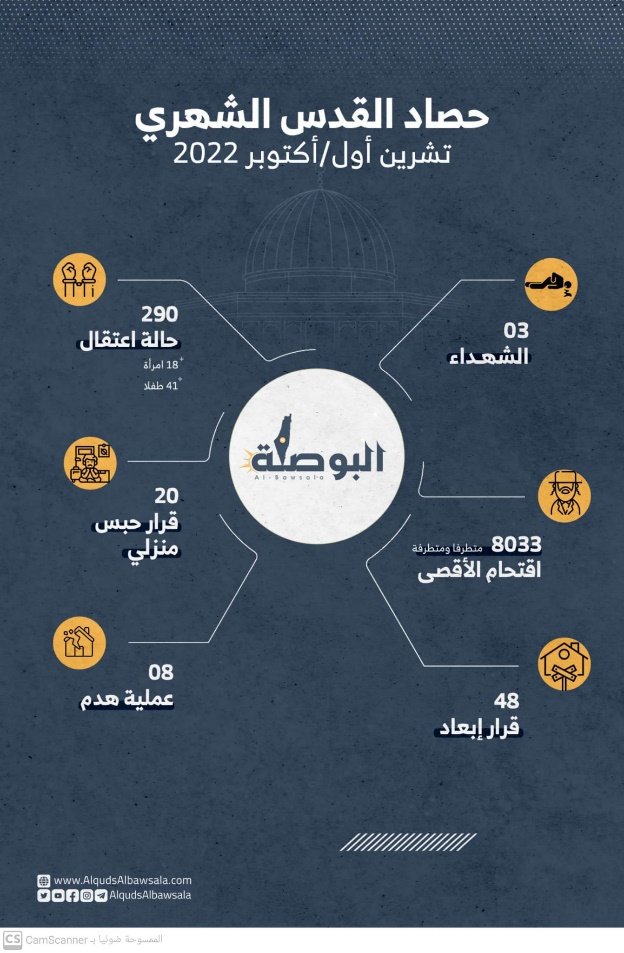 حصاد القدس الشهري
تشرين أول/أكتوبر 2022
03
الشهداء
290
حالة اعتقال
+18 امرأة
+41 طفلا
البوصلة
Al-Bawsala
20
قرار حبس
منزلي
8033 متطرفا ومتطرفة
اقتحام الأقصى
08
عملية هدم
48
قرار إبعاد
www.AlqudsAlbawsala.com
AlqudsAlbawsala
CS CamScanner الممسوحة ضوئيا بـ